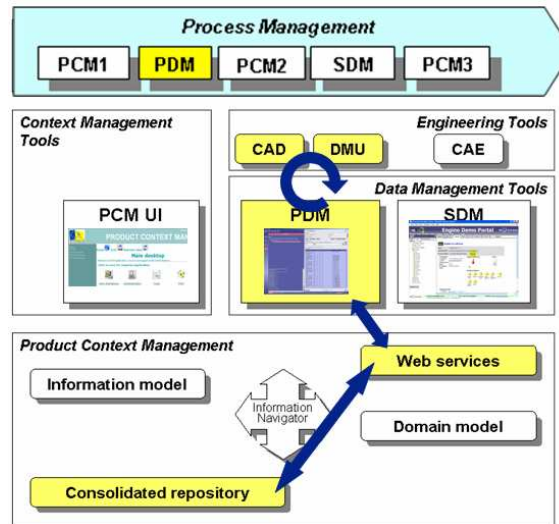 Process Management
PCM1
PDM
PCM2
SDM
PCM3
Context Management
Tools
Engineering Tools
CAD
DMU
CAE
Data Management Tools
PCM UI
PRODUCT CONTEXT MAN
Main desktop
PDM
SDM
Engine Demo Portal
Product Context Management
Web services
Information model
Information
Navigator
Domain model
Consolidated repository